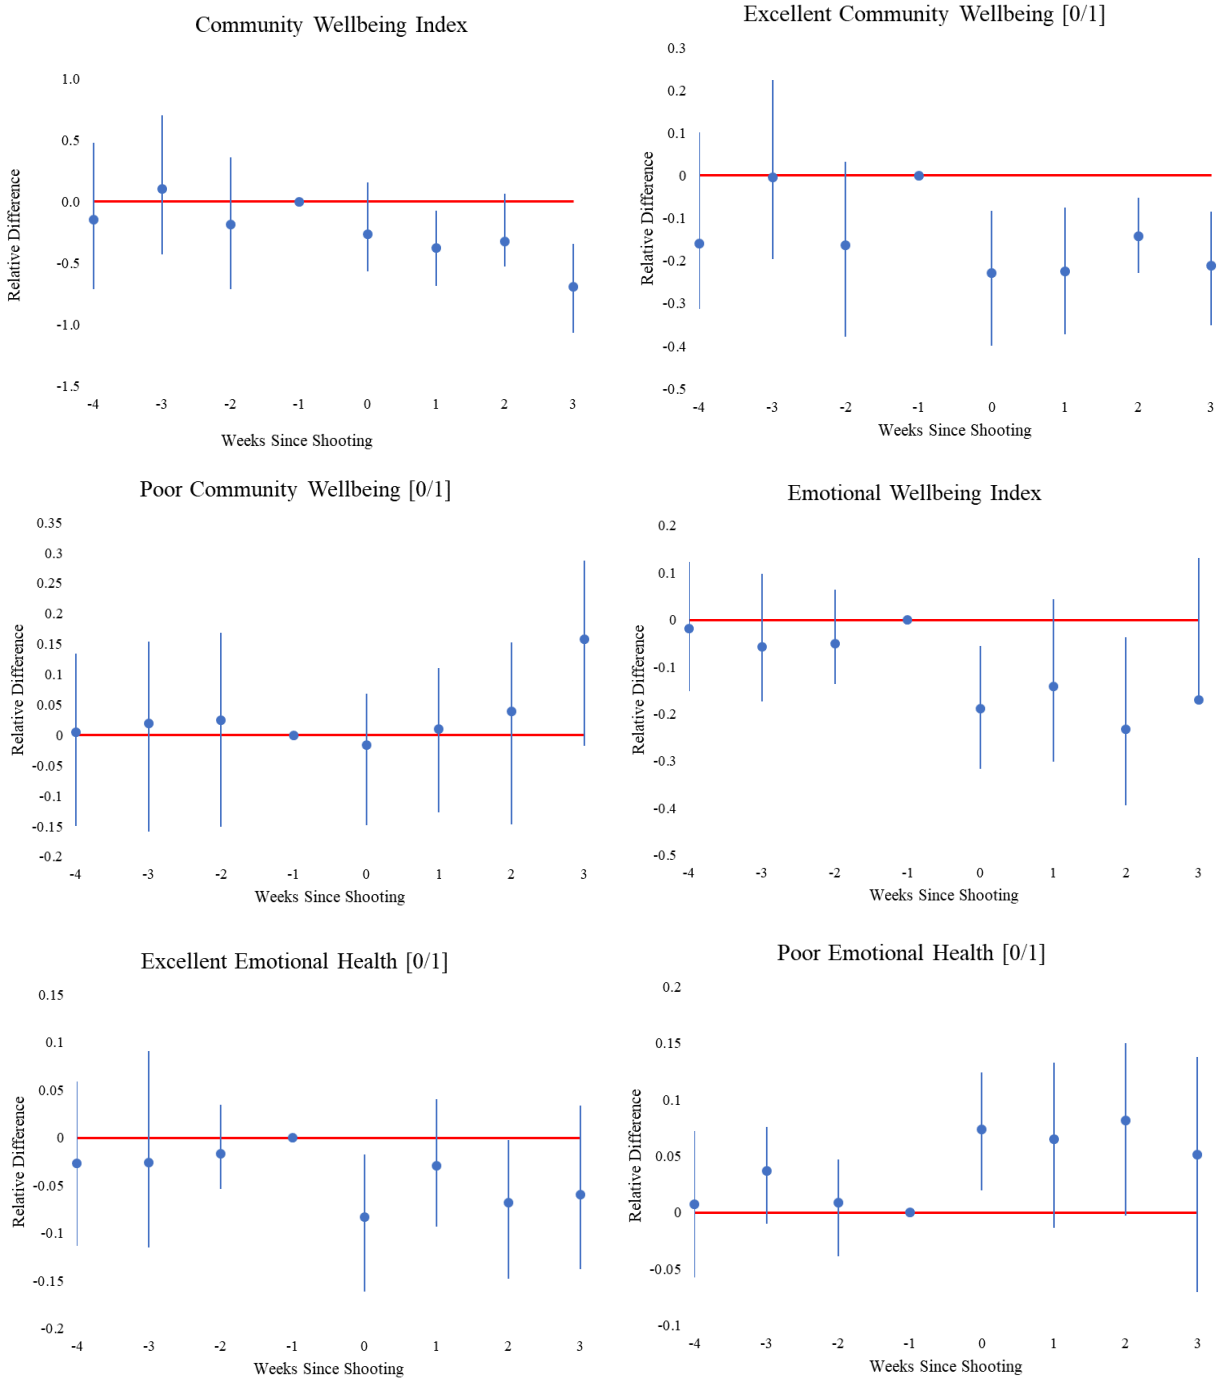 Community Wellbeing Index
1.0
0.5
0.0
-0.5
-1.0
-1.5
Relative Difference
-4 -3 -2 -1 0 1 2 3
Weeks Since Shooting
Excellent Community Wellbeing [0/1]
0.3
0.2
0.1
0
-0.1
-0.2
-0.3
-0.4
-0.5
Relative Difference
-4 -3 -2 -1 0 1 2 3
Weeks Since Shooting
Poor Community Wellbeing [0/1]
0.35
0.3
0.25
0.2
0.15
0.1
0.05
0
-0.05
-0.1
-0.15
-0.2
Relative Difference
-4 -3 -2 -1 0 1 2 3
Weeks Since Shooting
Emotional Wellbeing Index
0.2
0.1
0
-0.1
-0.2
-0.3
-0.4
-0.5
Relative Difference
-4 -3 -2 -1 0 1 2 3
Weeks Since Shooting
Excellent Emotional Health [0/1]
0.15
0.1
0.05
0
-0.05
-0.1
-0.15
-0.2
Relative Difference
-4 -3 -2 -1 0 1 2 3
Weeks Since Shooting
Poor Emotional Health [0/1]
0.2
0.15
0.1
0.05
0
-0.05
-0.1
Relative Difference
-4 -3 -2 -1 0 1 2 3
Weeks Since Shooting